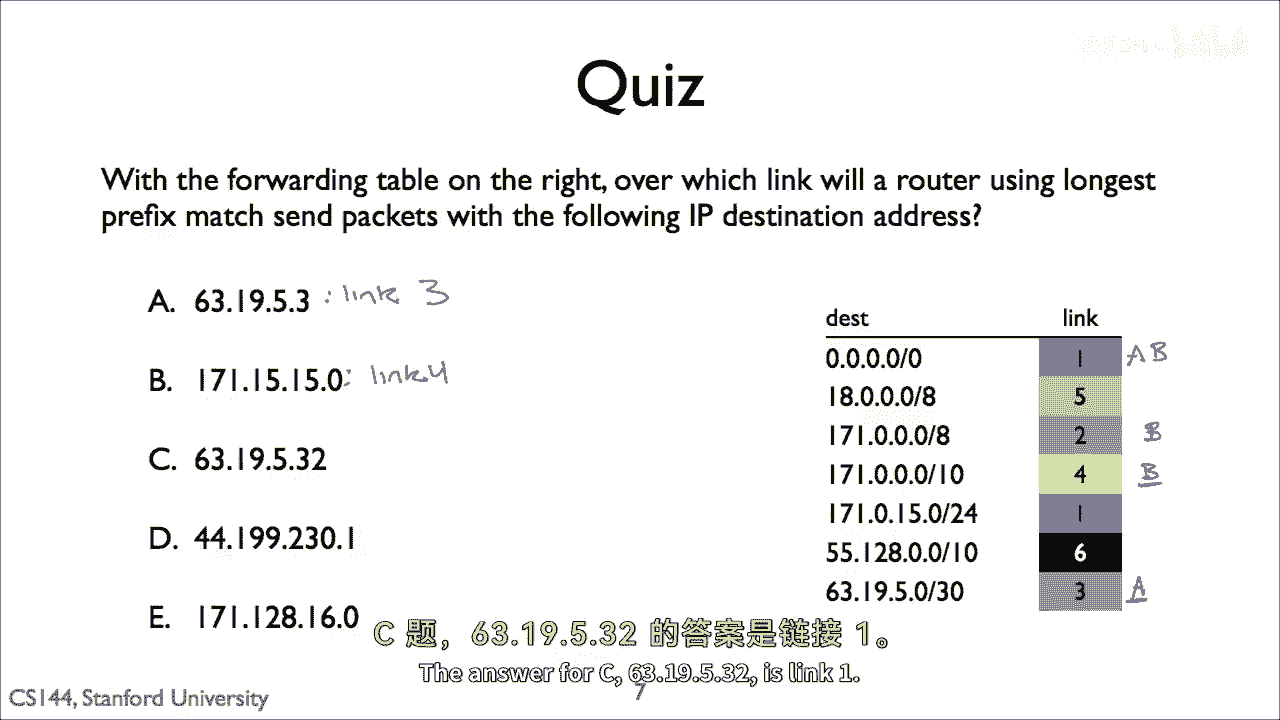 Quiz
With the forwarding table on the right, over which link will a router using longest
prefix match send packets with the following IP destination address?
A. 63.19.5.3 : link 3
B. 171.15.15.0: link 4
C. 63.19.5.32
D. 44.199.230.1
E. 171.128.16.0
dest link
0.0.0.0/0 1 A B
18.0.0.0/8 5
171.0.0.0/8 2 B
171.0.0.0/10 4 B
171.0.15.0/24 1
55.128.0.0/10 6
63.19.5.0/30 3 A
C 题，63.19.5.32 的答案是链接 1。
The answer for C, 63.19.5.32, is link 1.
CS144, Stanford University
7